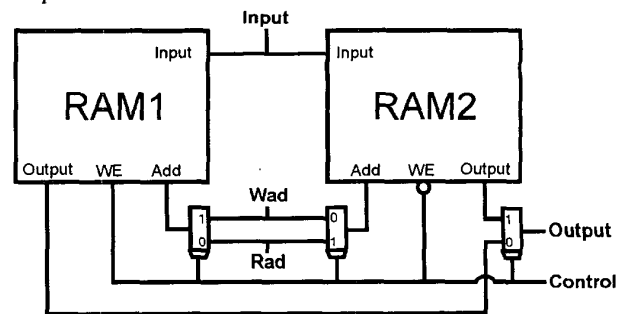 Input
Input
Input
RAM1
RAM2
Output WE Add
Add WE Output
Wad
1
0
1
0
0
1
Output
Rad
Control